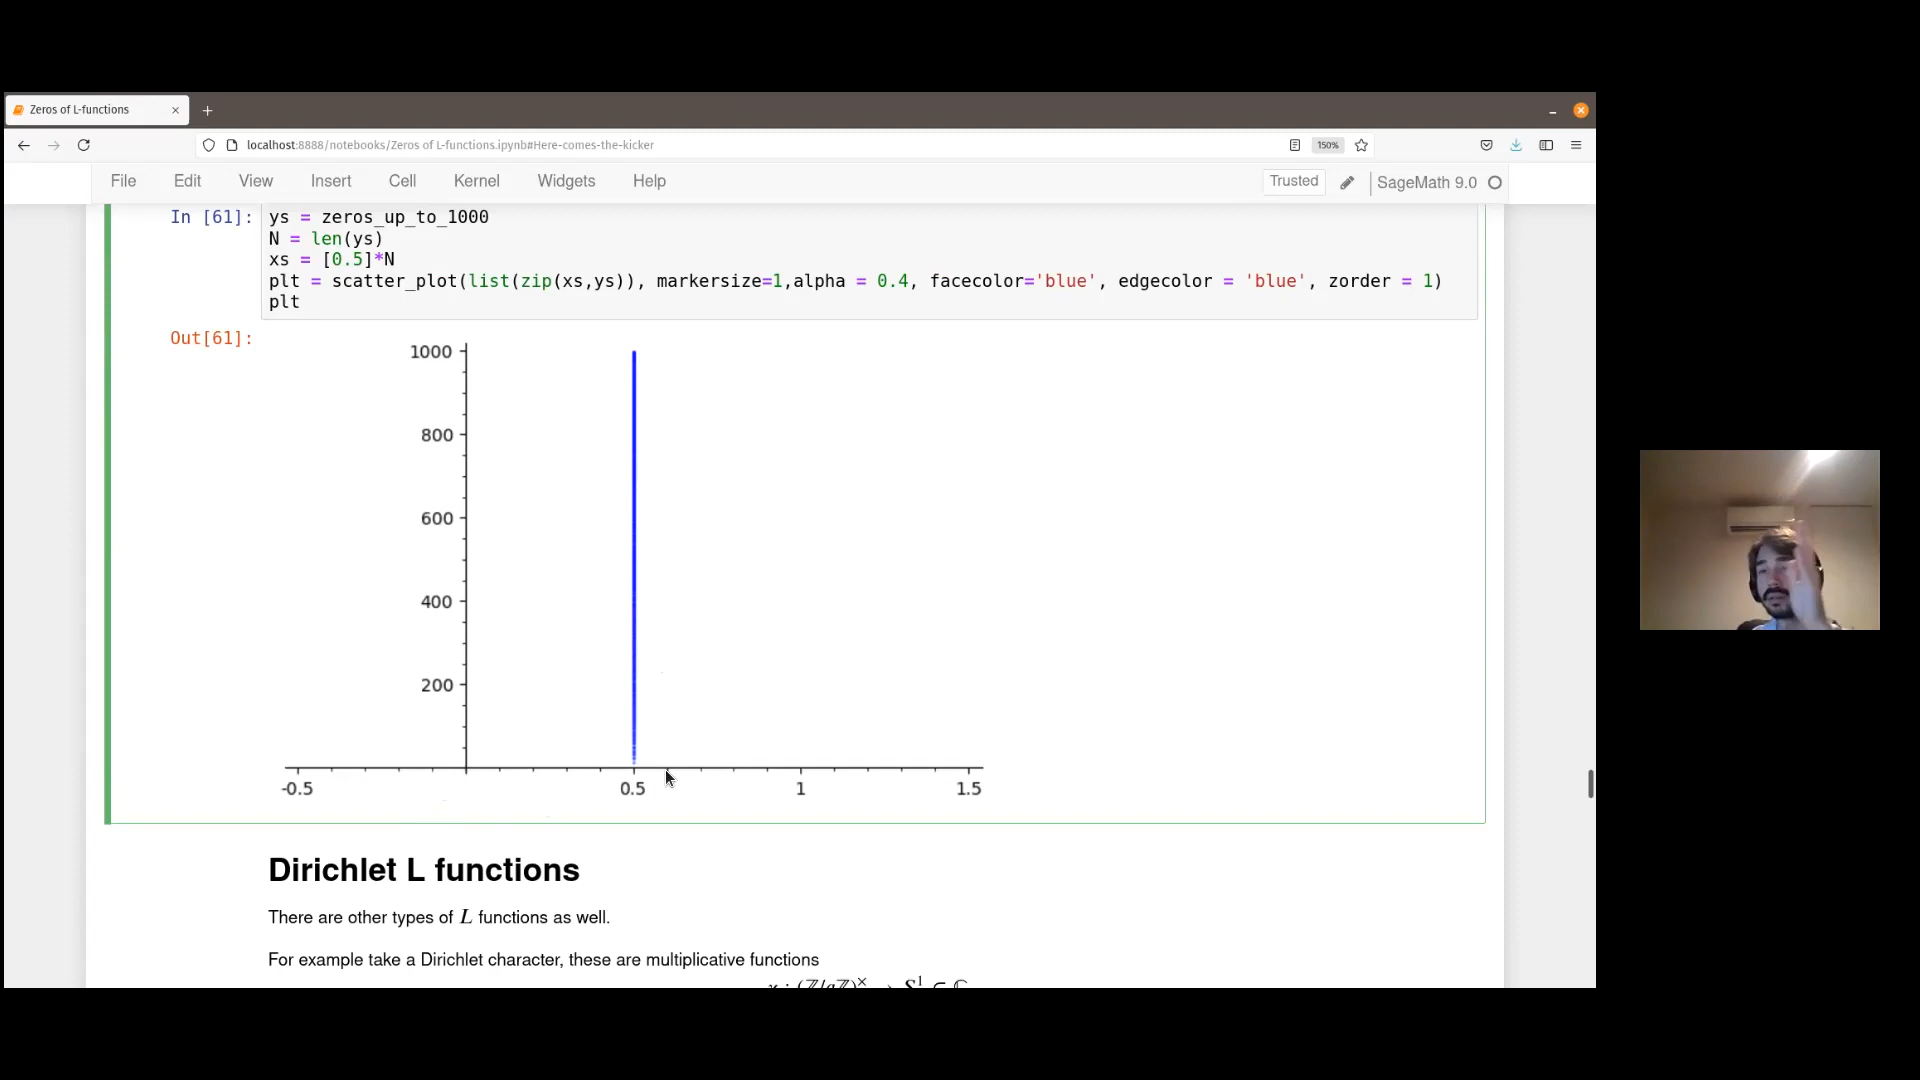 Zeros of L-functions
localhost:8888/notebooks/Zeros of L-functions.ipynb#Here-comes-the-kicker
150%
File Edit View Insert Cell Kernel Widgets Help Trusted SageMath 9.0
In [61]:
ys = zeros_up_to_1000
N = len(ys)
xs = [0.5]*N
plt = scatter_plot(list(zip(xs,ys)), markersize=1,alpha = 0.4, facecolor='blue', edgecolor = 'blue', zorder = 1)
plt
Out[61]:
1000
800
600
400
200
-0.5 0.5 1 1.5
Dirichlet L functions
There are other types of L functions as well.
For example take a Dirichlet character, these are multiplicative functions